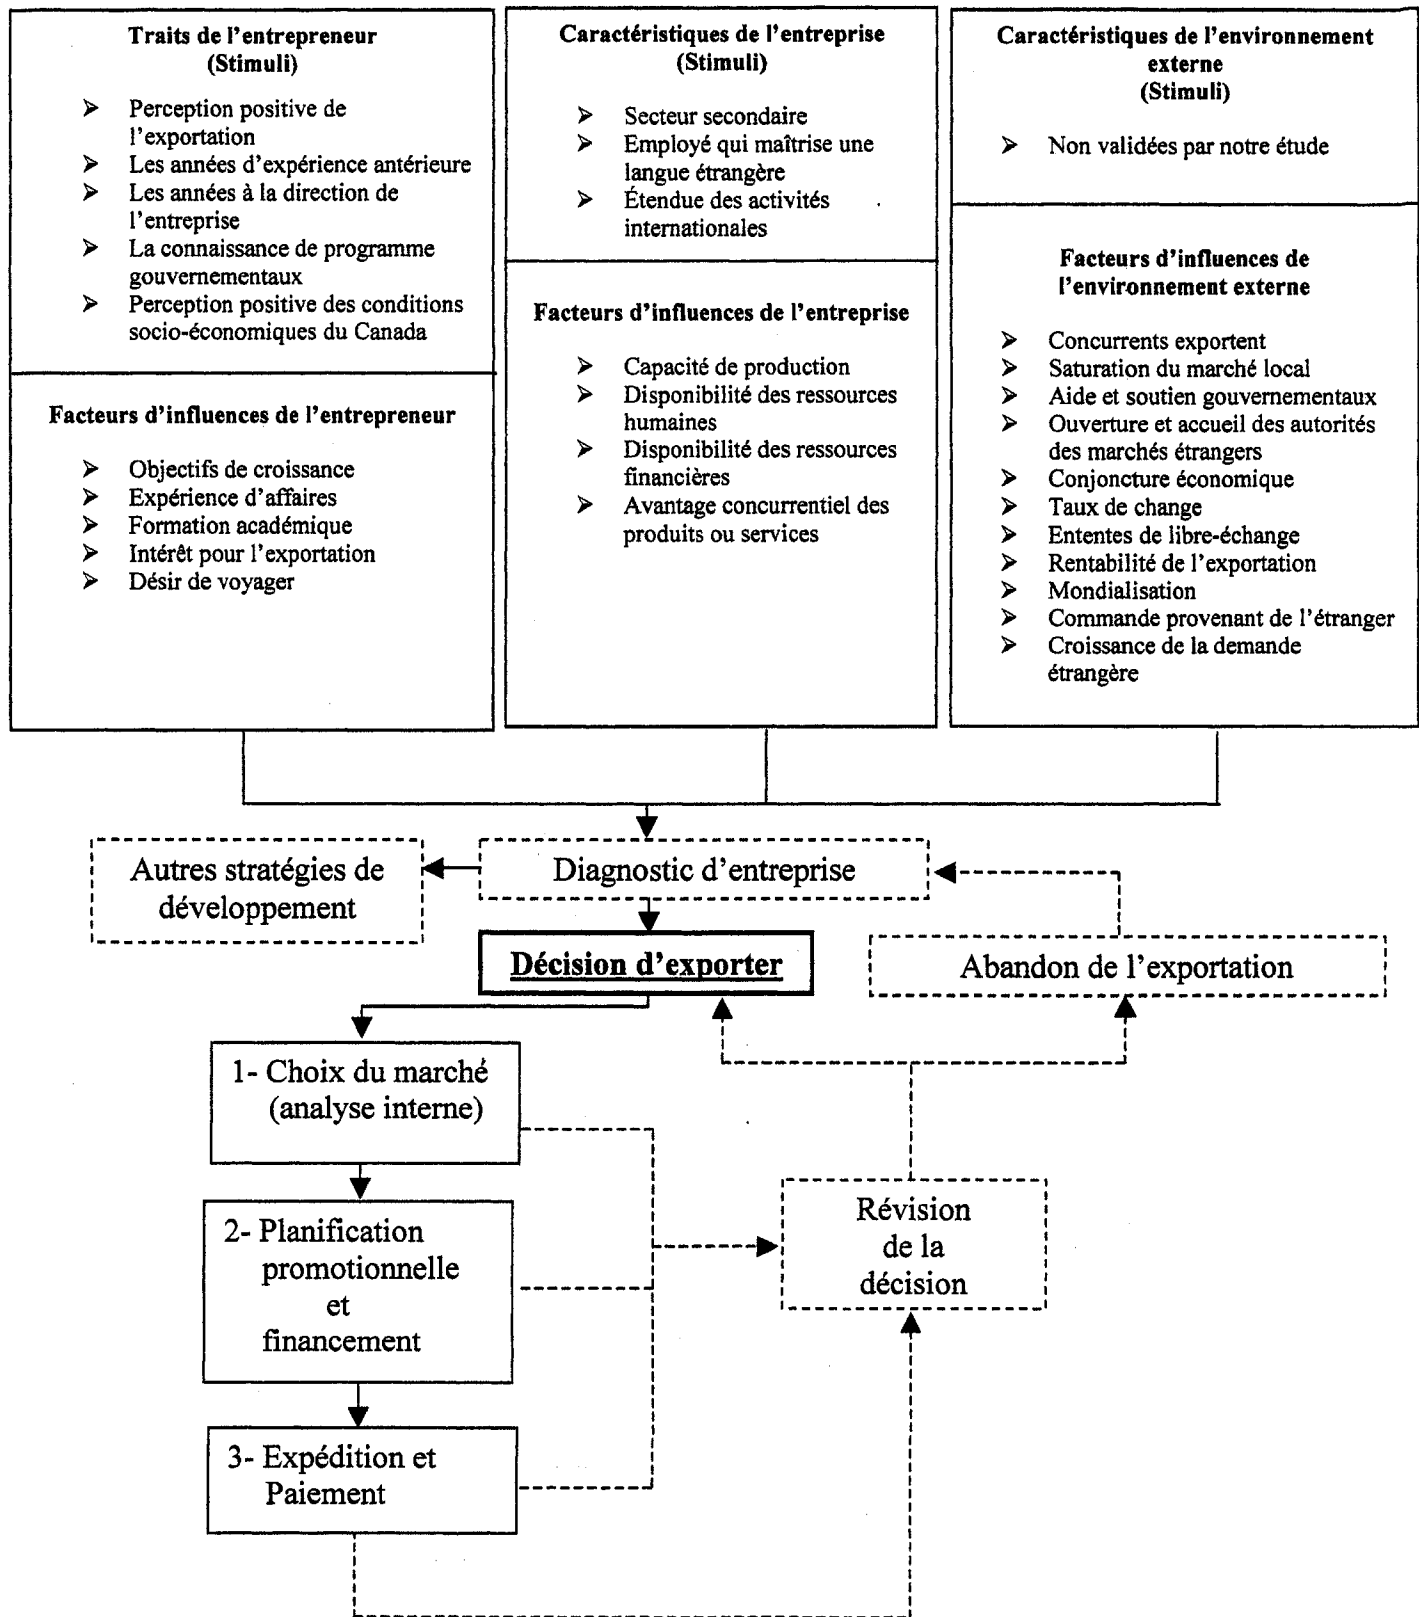 Traits de l'entrepreneur
(Stimuli)
➤ Perception positive de
l'exportation
➤ Les années d'expérience antérieure
➤ Les années à la direction de
l'entreprise
➤ La connaissance de programme
gouvernementaux
➤ Perception positive des conditions
socio-économiques du Canada
Facteurs d'influences de l'entrepreneur
➤ Objectifs de croissance
➤ Expérience d'affaires
➤ Formation académique
➤ Intérêt pour l'exportation
➤ Désir de voyager
Caractéristiques de l'entreprise
(Stimuli)
➤ Secteur secondaire
➤ Employé qui maîtrise une
langue étrangère
➤ Étendue des activités
internationales
Facteurs d'influences de l'entreprise
➤ Capacité de production
➤ Disponibilité des ressources
humaines
➤ Disponibilité des ressources
financières
➤ Avantage concurrentiel des
produits ou services
Caractéristiques de l'environnement
externe
(Stimuli)
➤ Non validées par notre étude
Facteurs d'influences de
l'environnement externe
➤ Concurrents exportent
➤ Saturation du marché local
➤ Aide et soutien gouvernementaux
➤ Ouverture et accueil des autorités
des marchés étrangers
➤ Conjoncture économique
➤ Taux de change
➤ Ententes de libre-échange
➤ Rentabilité de l'exportation
➤ Mondialisation
➤ Commande provenant de l'étranger
➤ Croissance de la demande
étrangère
Autres stratégies de
développement
Diagnostic d'entreprise
Décision d'exporter
Abandon de l'exportation
1- Choix du marché
(analyse interne)
2- Planification
promotionnelle
et
financement
Révision
de la
décision
3- Expédition et
Paiement